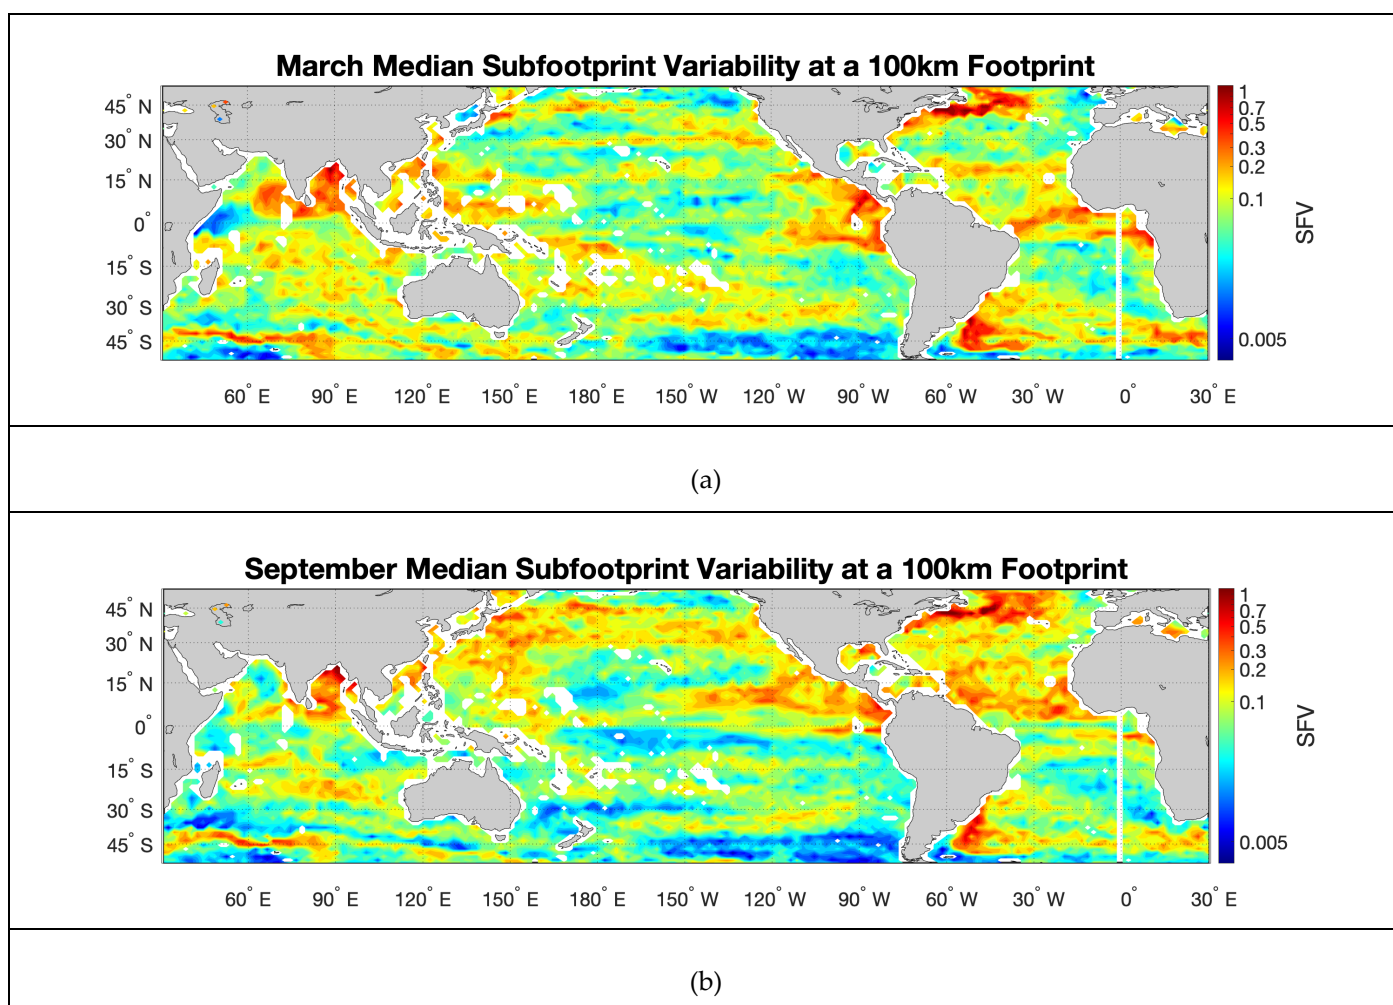 March Median Subfootprint Variability at a 100km Footprint
45° N
30° N
15° N
0°
15° S
30° S
45° S
60° E
90° E
120° E
150° E
180° E
150° W
120° W
90° W
60° W
30° W
0°
30° E
1
0.7
0.5
0.3
0.2
0.1
0.005
SFV
(a)
September Median Subfootprint Variability at a 100km Footprint
45° N
30° N
15° N
0°
15° S
30° S
45° S
60° E
90° E
120° E
150° E
180° E
150° W
120° W
90° W
60° W
30° W
0°
30° E
1
0.7
0.5
0.3
0.2
0.1
0.005
SFV
(b)